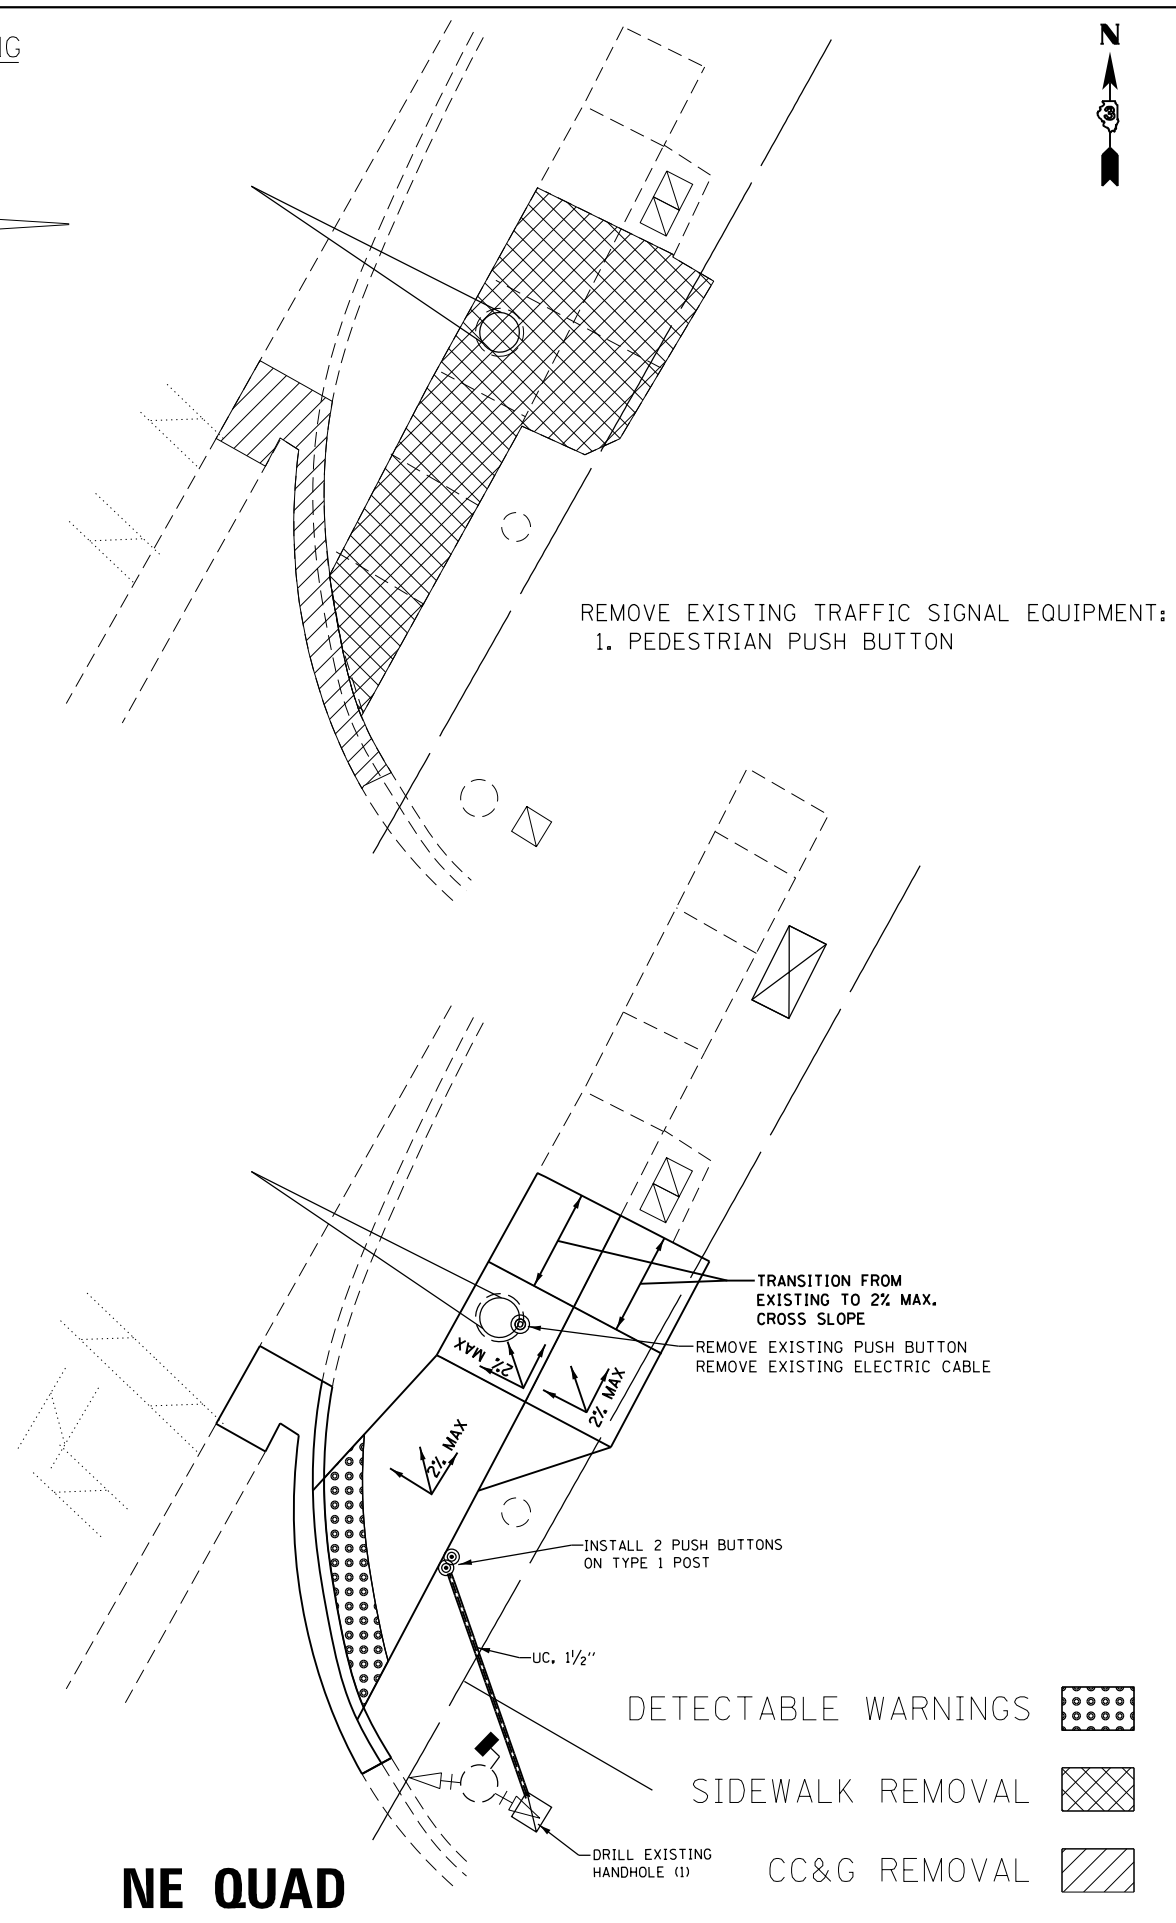 N
3
REMOVE EXISTING TRAFFIC SIGNAL EQUIPMENT:
1. PEDESTRIAN PUSH BUTTON
TRANSITION FROM
EXISTING TO 2% MAX.
CROSS SLOPE
REMOVE EXISTING PUSH BUTTON
REMOVE EXISTING ELECTRIC CABLE
2% MAX
2% MAX
2% MAX
INSTALL 2 PUSH BUTTONS
ON TYPE 1 POST
UC, 1½"
DETECTABLE WARNINGS
SIDEWALK REMOVAL
DRILL EXISTING
HANDHOLE (1)
CC&G REMOVAL
NE QUAD